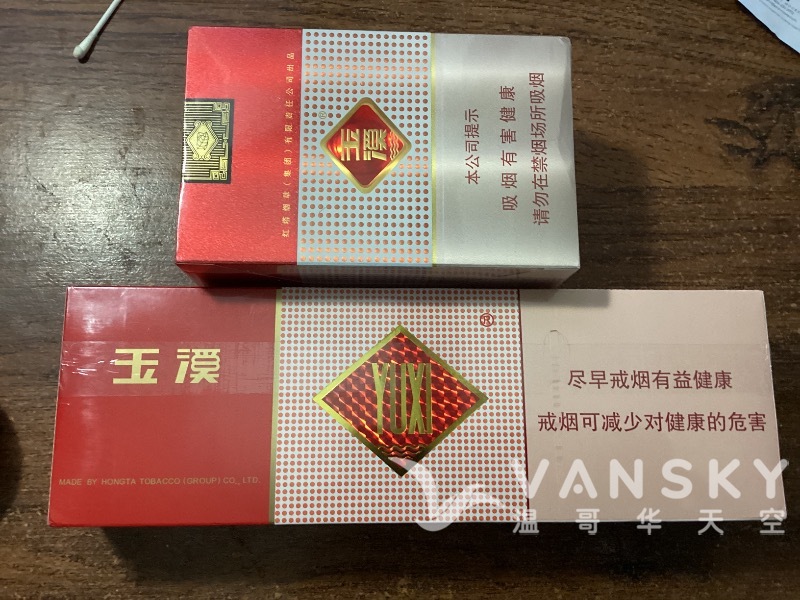 红塔烟草（集团）有限责任公司出品
玉溪
本公司提示
吸烟有害健康
请勿在禁烟场所吸烟
玉溪
MADE BY HONGTA TOBACCO (GROUP) CO., LTD.
YUXI
尽早戒烟有益健康
戒烟可减少对健康的危害
VANSKY
温哥华天空